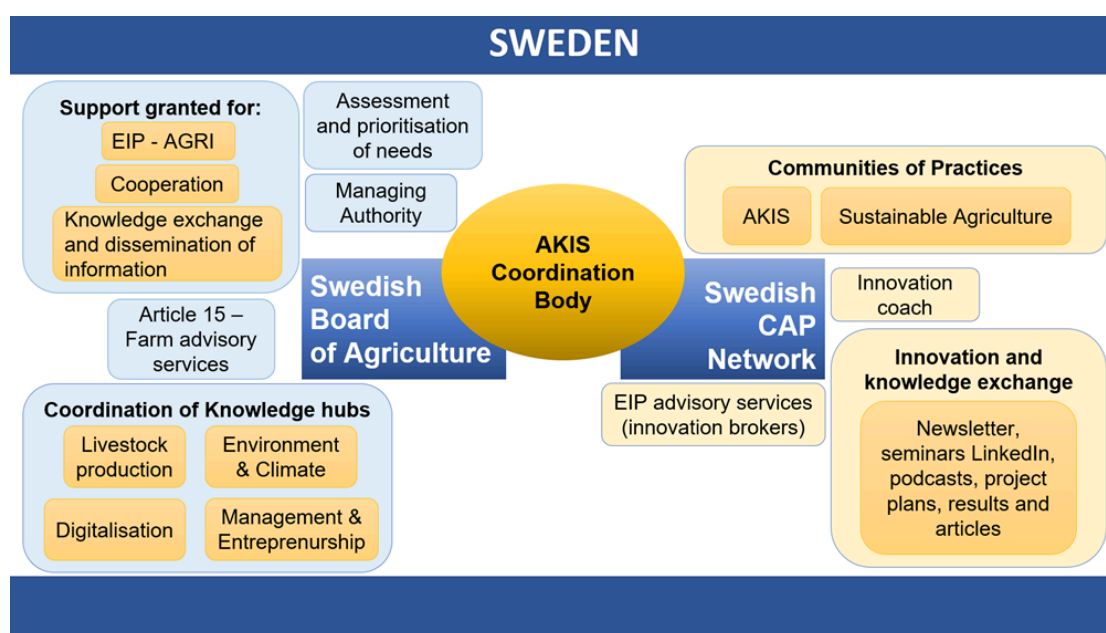 SWEDEN
Support granted for:
EIP - AGRI
Cooperation
Knowledge exchange
and dissemination of
information
Assessment
and prioritisation
of needs
Managing
Authority
Article 15 –
Farm advisory
services
Swedish
Board
of Agriculture
AKIS
Coordination
Body
Swedish
CAP
Network
Communities of Practices
AKIS
Sustainable Agriculture
Innovation
coach
EIP advisory services
(innovation brokers)
Innovation and
knowledge exchange
Newsletter,
seminars LinkedIn,
podcasts, project
plans, results and
articles
Coordination of Knowledge hubs
Livestock
production
Environment
& Climate
Digitalisation
Management &
Entreprenurship